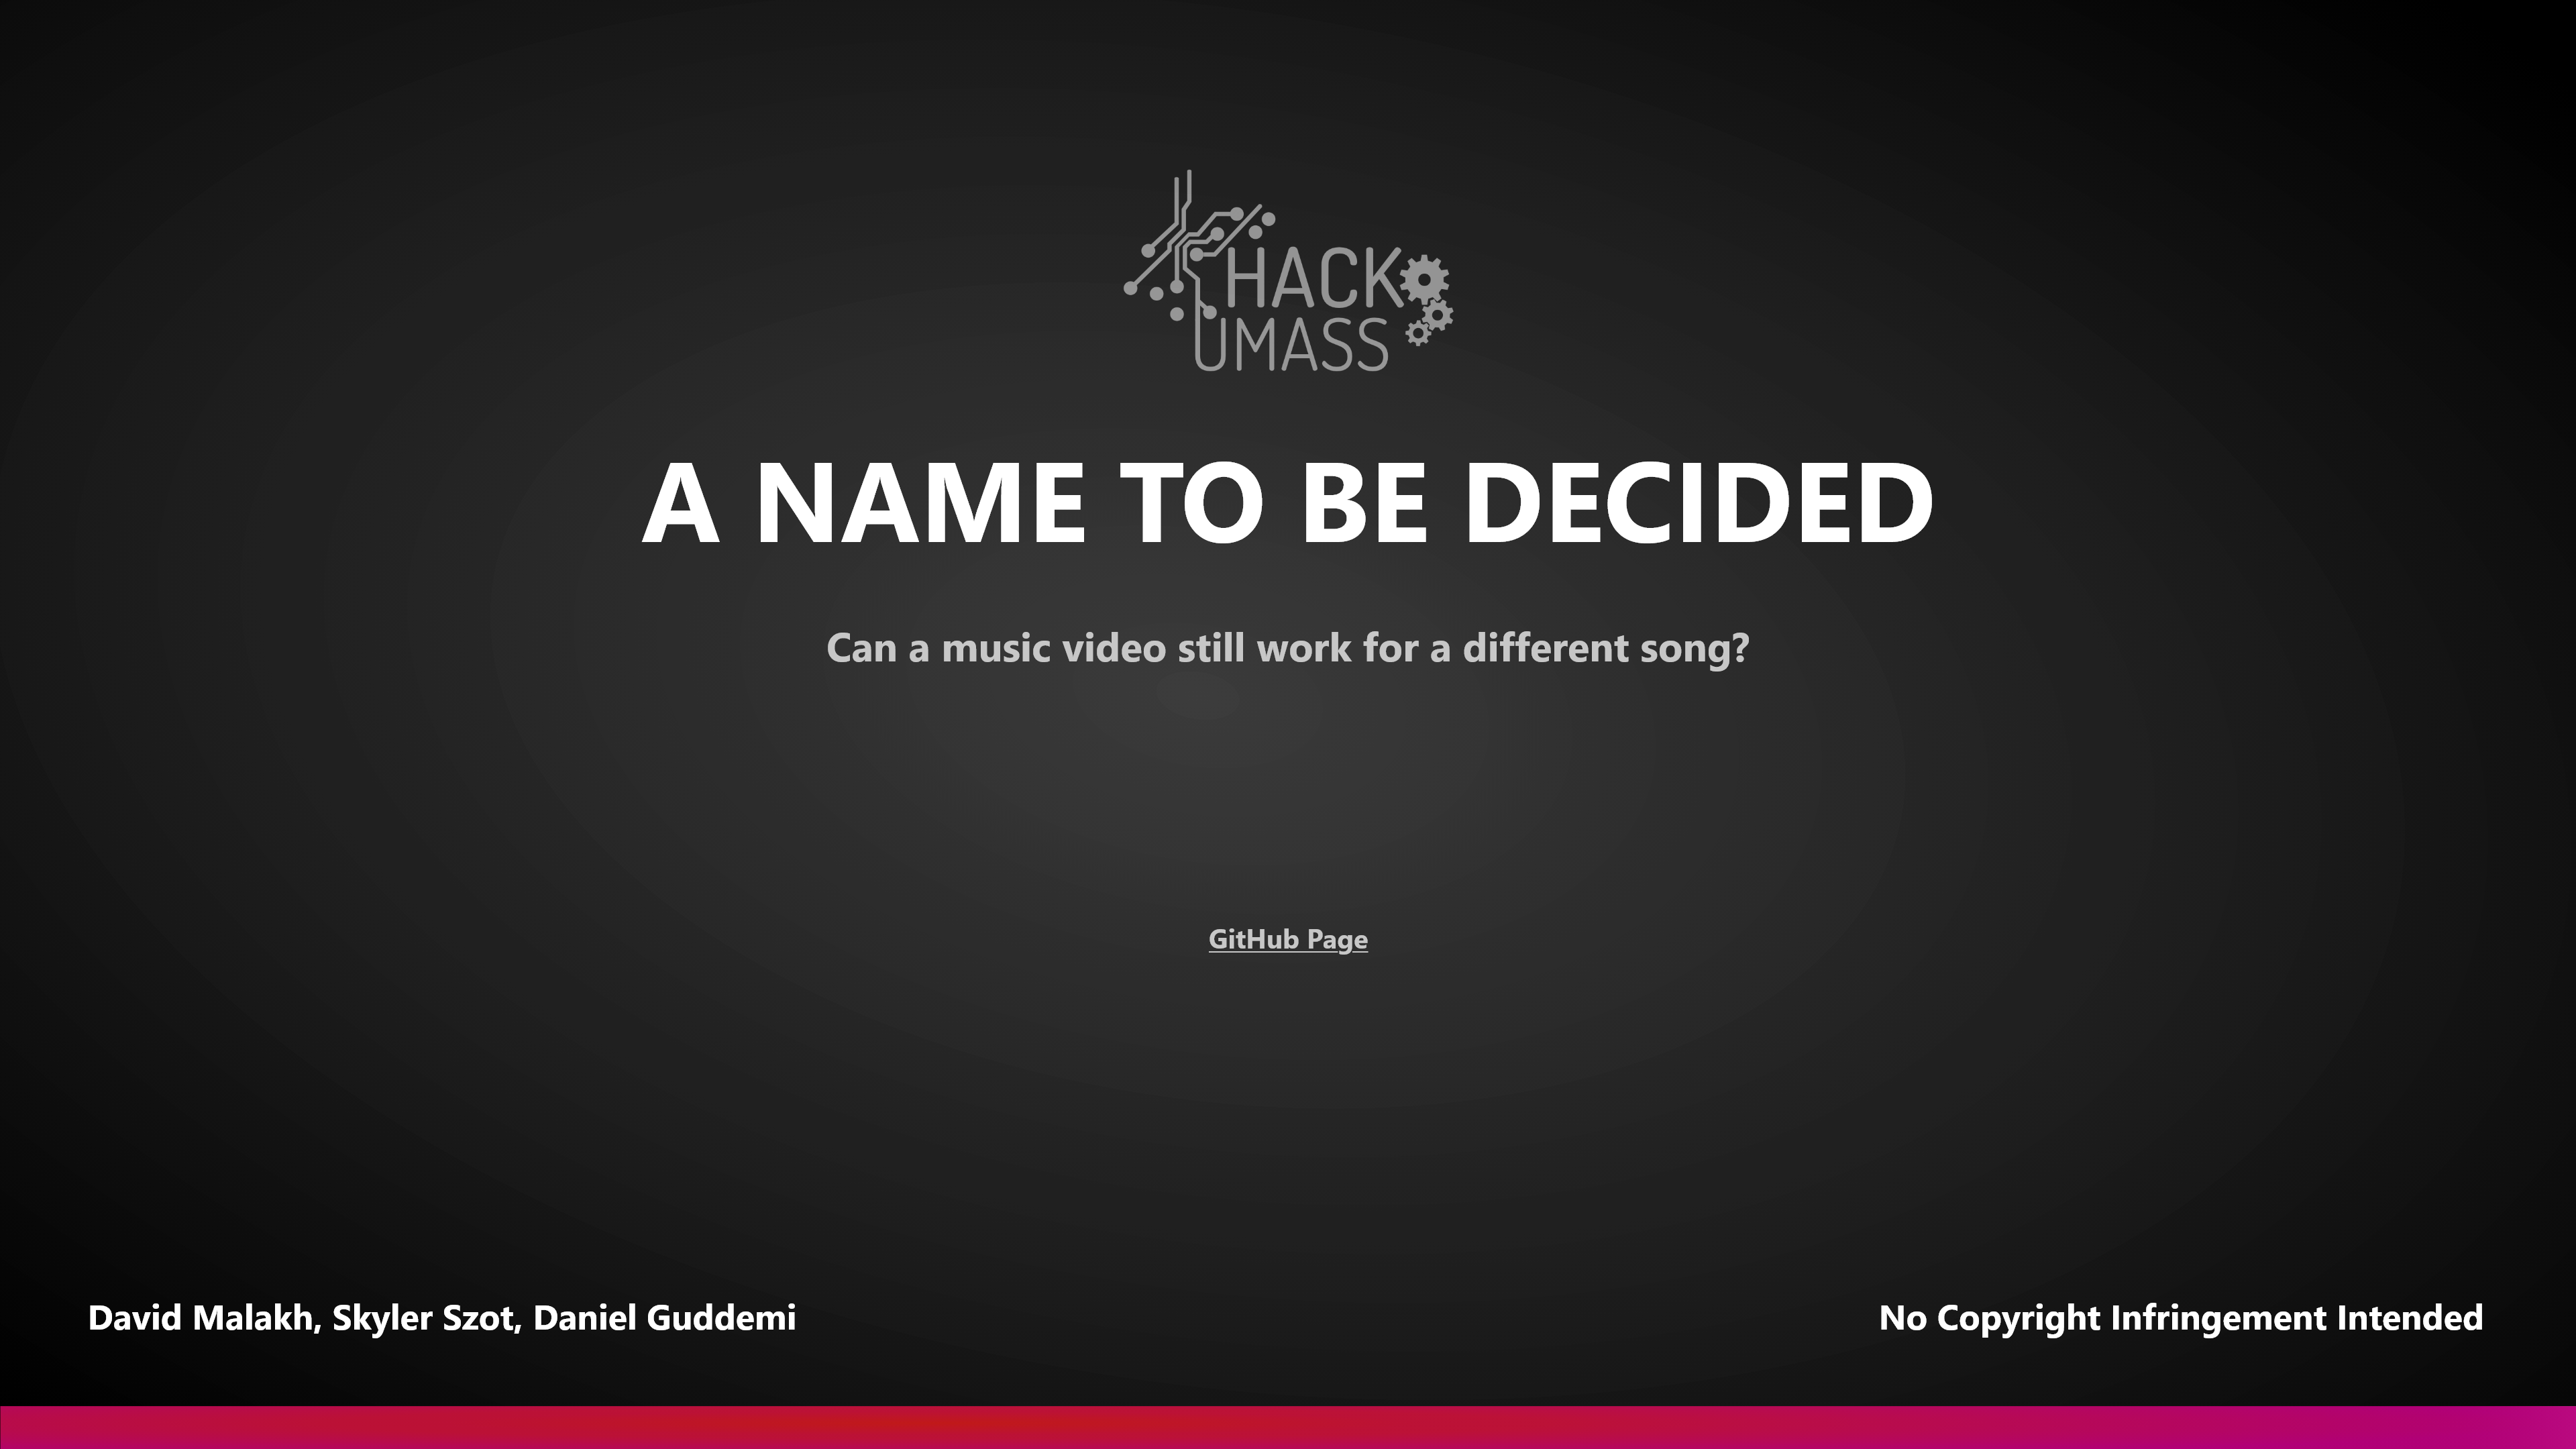 HACK
UMASS
A NAME TO BE DECIDED
Can a music video still work for a different song?
GitHub Page
David Malakh, Skyler Szot, Daniel Guddemi
No Copyright Infringement Intended